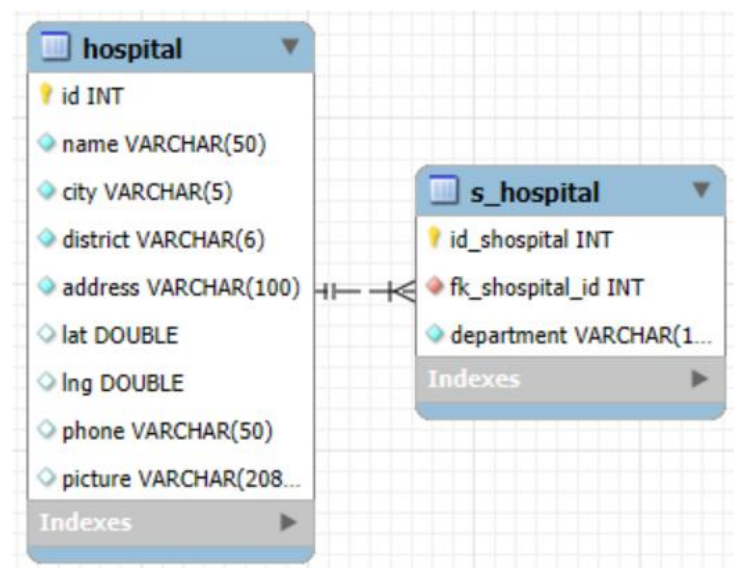 hospital
id INT
name VARCHAR(50)
city VARCHAR(5)
district VARCHAR(6)
address VARCHAR(100)
lat DOUBLE
lng DOUBLE
phone VARCHAR(50)
picture VARCHAR(208...
Indexes
s_hospital
id_shospital INT
fk_shospital_id INT
department VARCHAR(1...
Indexes